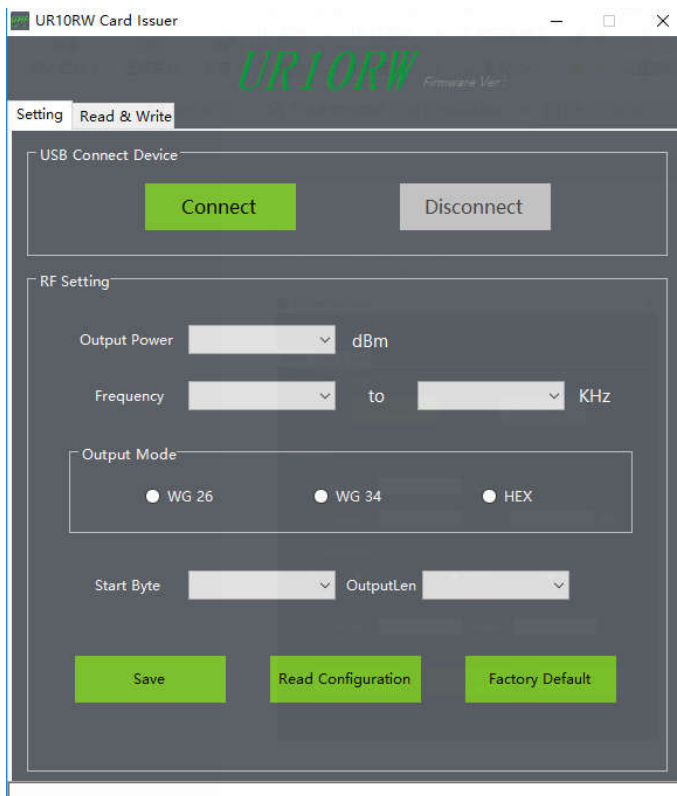 UR10RW Card Issuer
UR10RW Firmware Ver:
Setting Read & Write
USB Connect Device
Connect Disconnect
RF Setting
Output Power dBm
Frequency to KHz
Output Mode
WG 26 WG 34 HEX
Start Byte OutputLen
Save Read Configuration Factory Default